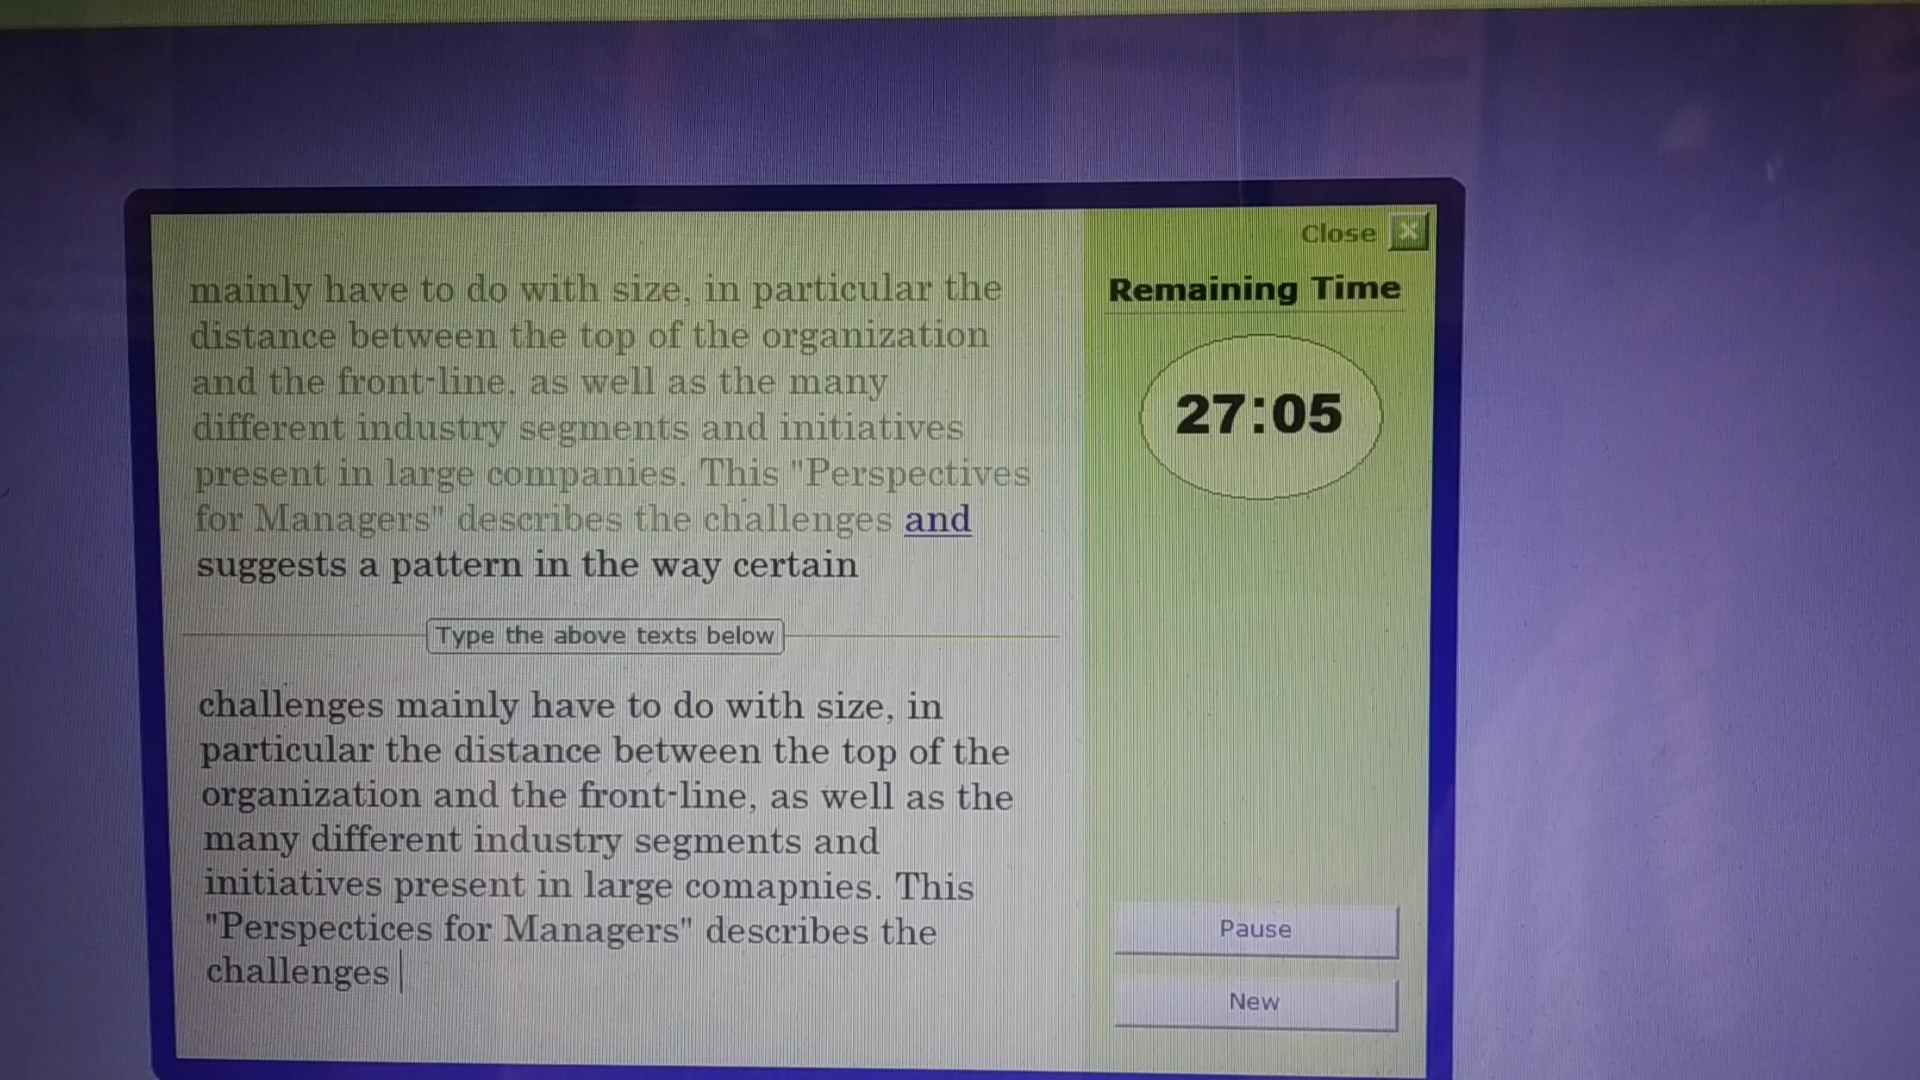 Close
mainly have to do with size, in particular the
distance between the top of the organization
and the front-line, as well as the many
different industry segments and initiatives
present in large companies. This "Perspectives
for Managers" describes the challenges and
suggests a pattern in the way certain
Remaining Time
27:05
Type the above texts below
challenges mainly have to do with size, in
particular the distance between the top of the
organization and the front-line, as well as the
many different industry segments and
initiatives present in large comapnies. This
"Perspectices for Managers" describes the
challenges
Pause
New